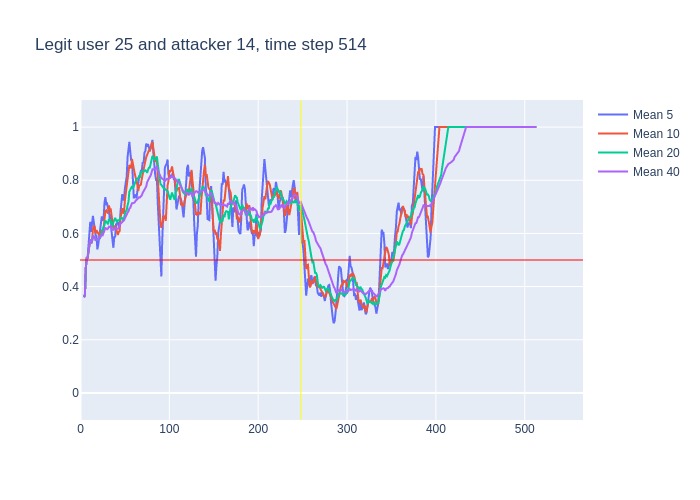 Legit user 25 and attacker 14, time step 514
Mean 5
Mean 10
Mean 20
Mean 40
1
0.8
0.6
0.4
0.2
0
0 100 200 300 400 500